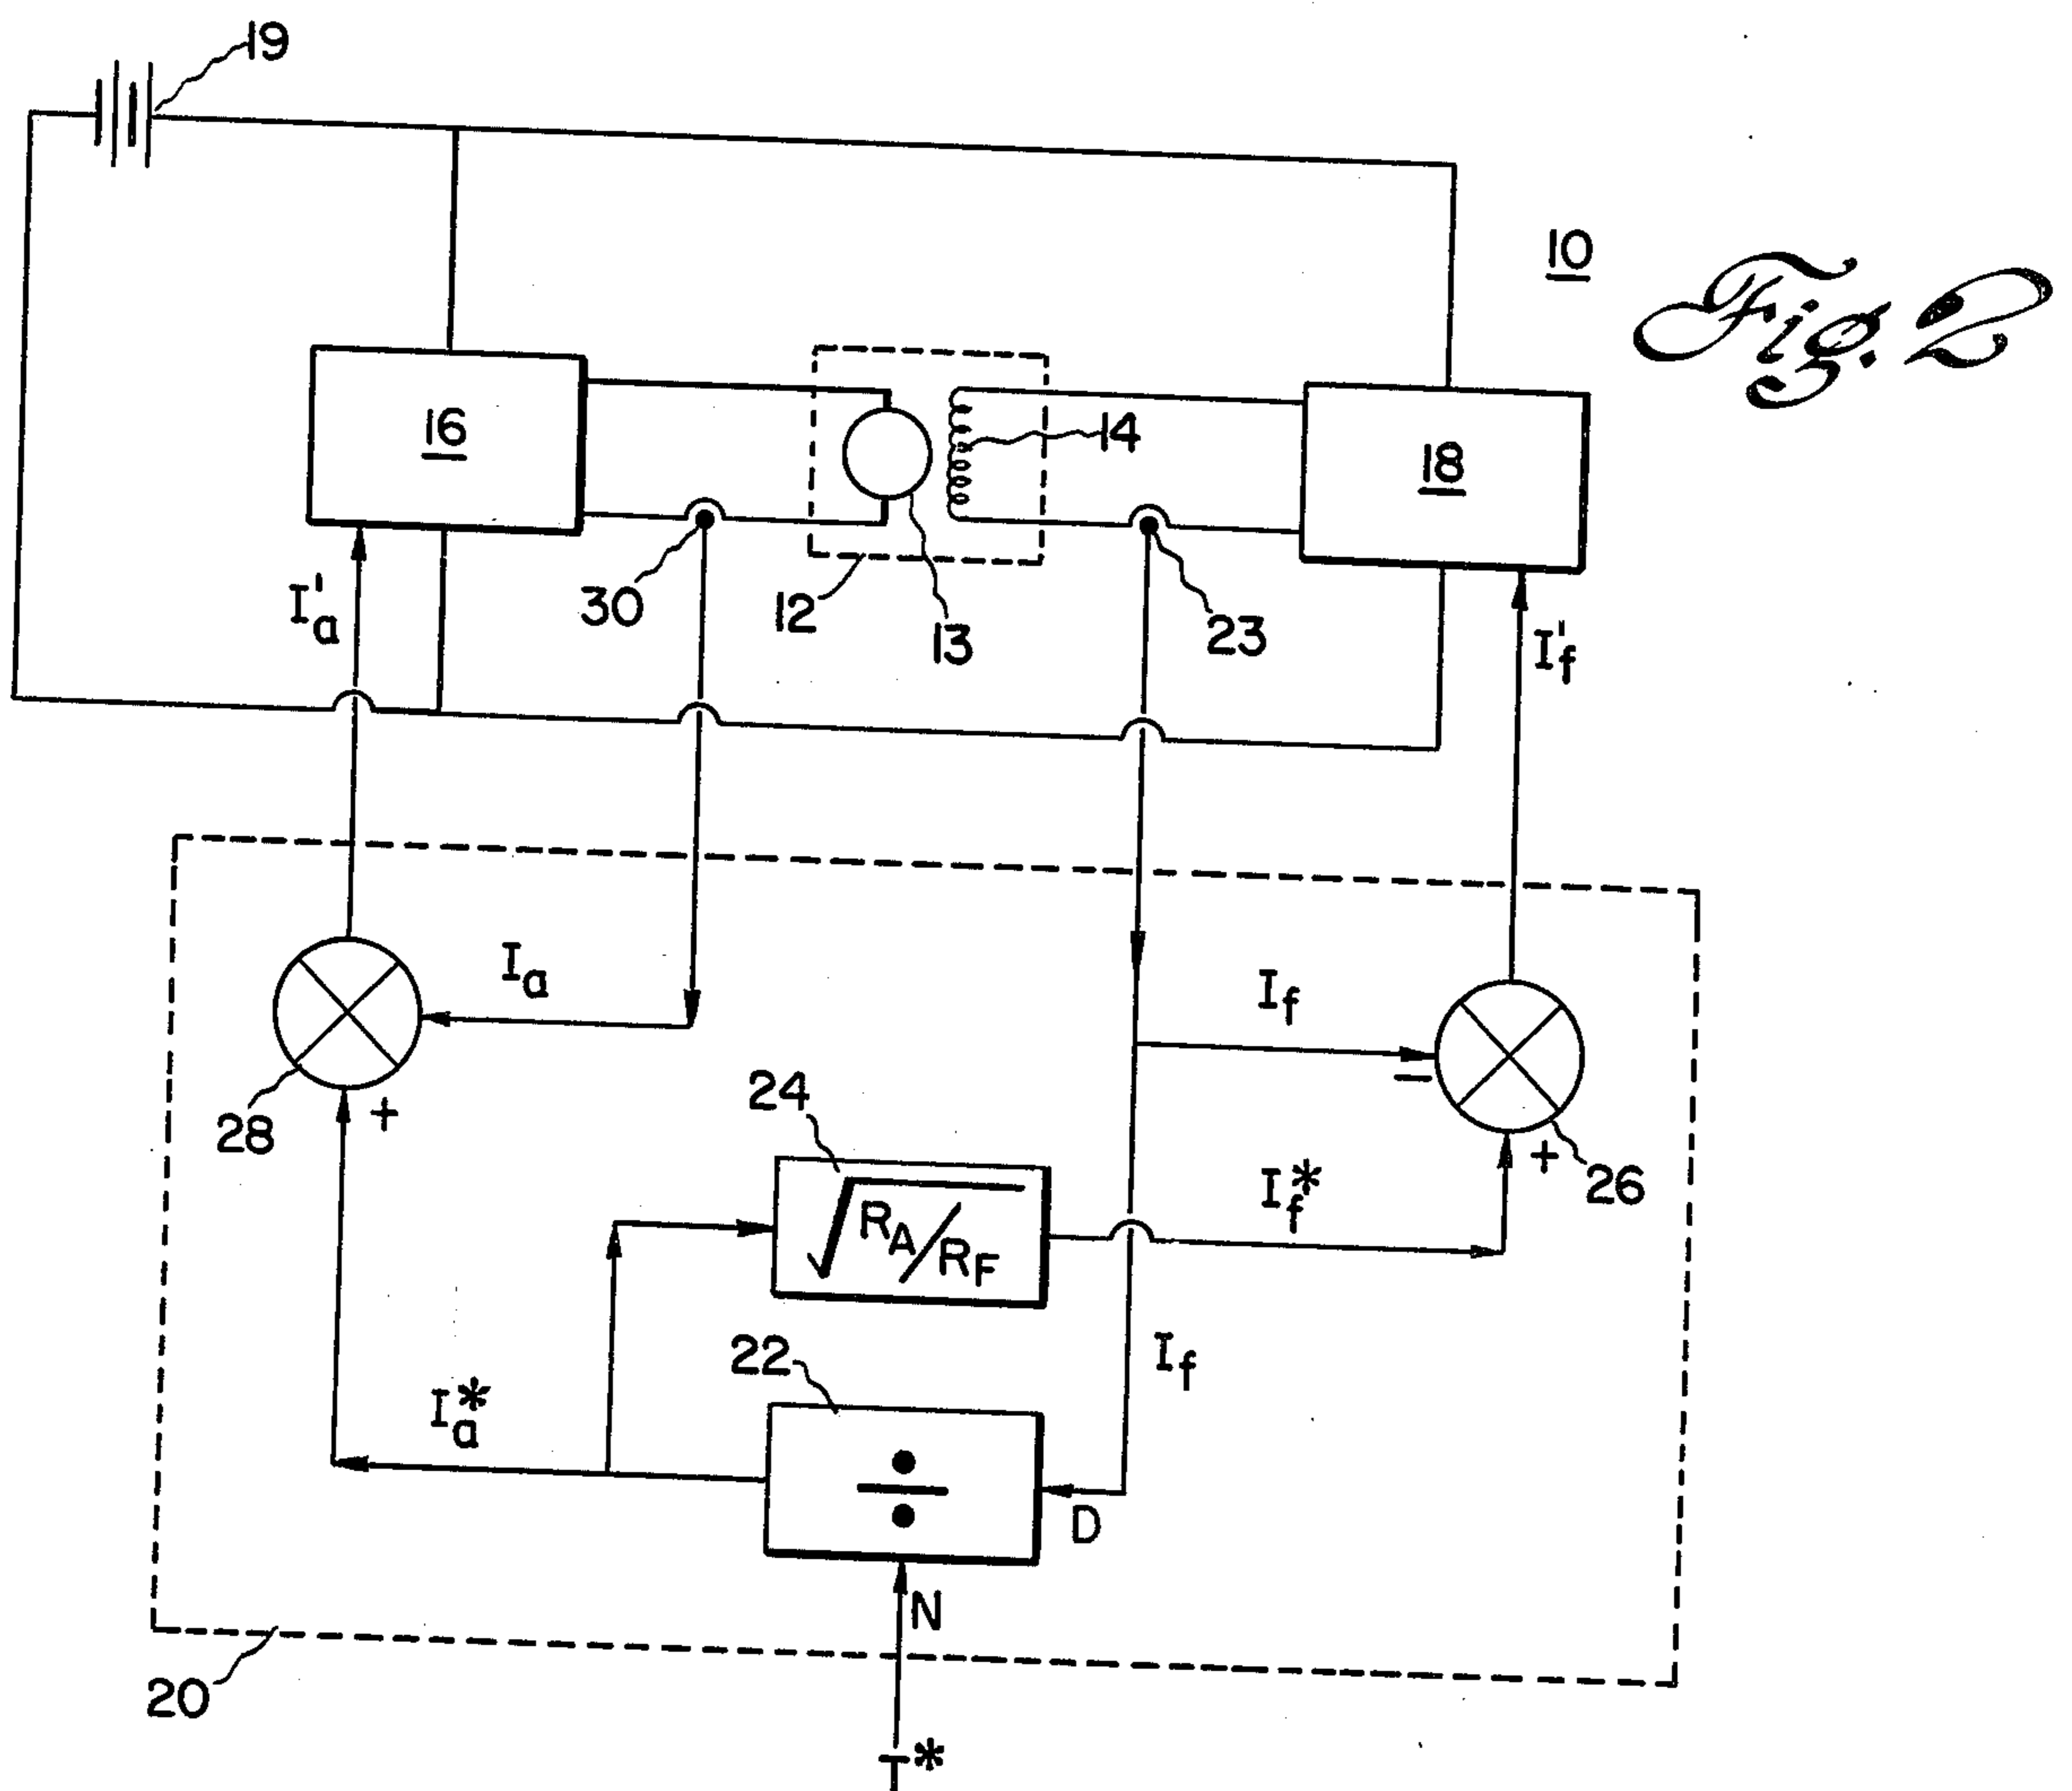 19
10
Fig. 2
16
14
18
30
12
13
23
I'a
I'f
Ia
If
28
+
24
−
+
26
√RA/RF
If*
22
If
Ia*
÷
D
N
20
T*